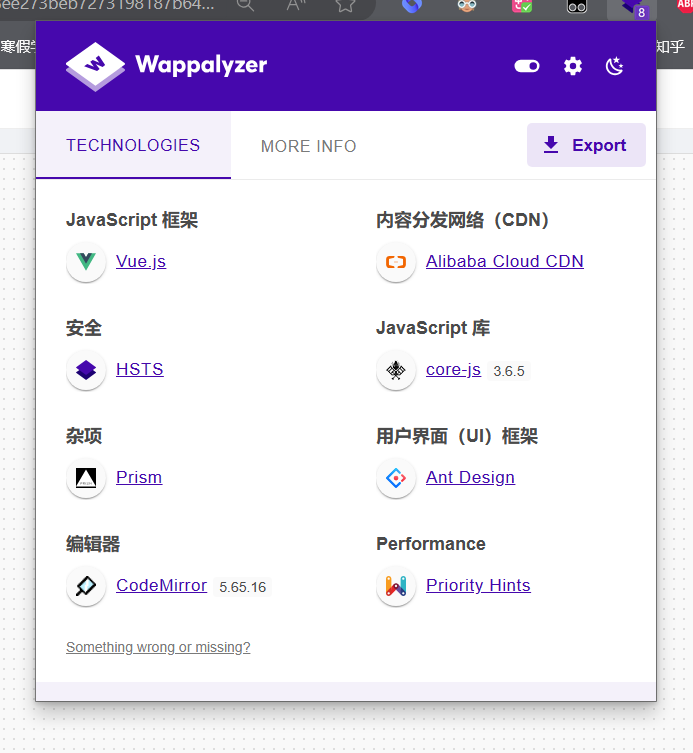 see273beb7273198187b64...
8
寒假学
知乎
Wappalyzer
TECHNOLOGIES
MORE INFO
Export
JavaScript 框架
Vue.js
内容分发网络（CDN）
Alibaba Cloud CDN
安全
HSTS
JavaScript 库
core-js 3.6.5
杂项
Prism
用户界面（UI）框架
Ant Design
编辑器
CodeMirror 5.65.16
Performance
Priority Hints
Something wrong or missing?